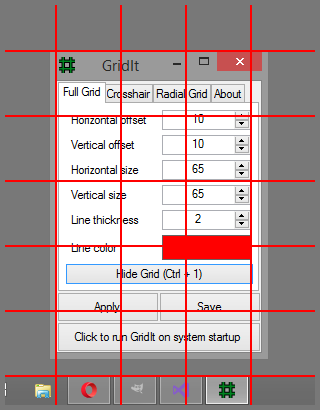 GridIt
Full Grid Crosshair Radial Grid About
Horizontal offset 10
Vertical offset 10
Horizontal size 65
Vertical size 65
Line thickness 2
Line color
Hide Grid (Ctrl + 1)
Apply Save
Click to run GridIt on system startup